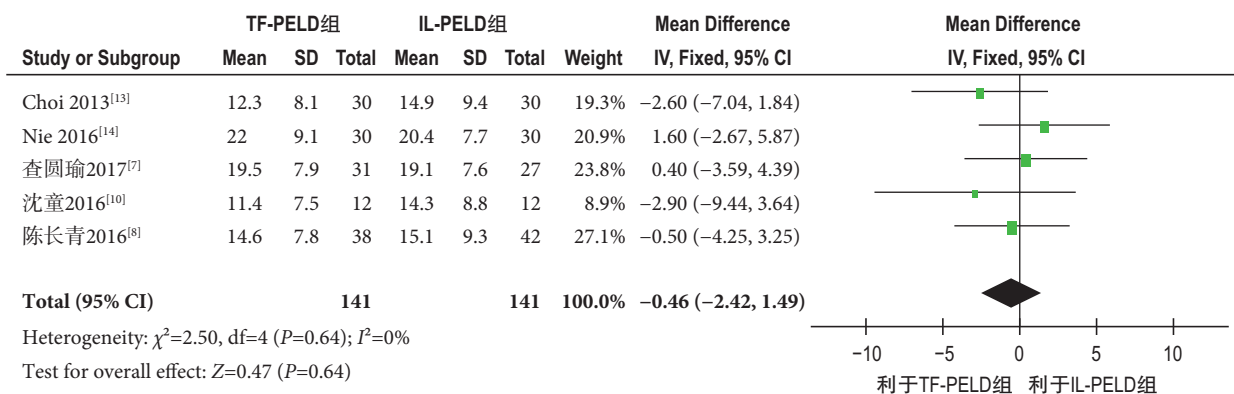 TF-PELD组 IL-PELD组 Mean Difference Mean Difference
Study or Subgroup Mean SD Total Mean SD Total Weight IV, Fixed, 95% CI IV, Fixed, 95% CI
Choi 2013[13] 12.3 8.1 30 14.9 9.4 30 19.3% −2.60 (−7.04, 1.84)
Nie 2016[14] 22 9.1 30 20.4 7.7 30 20.9% 1.60 (−2.67, 5.87)
查圆瑜2017[7] 19.5 7.9 31 19.1 7.6 27 23.8% 0.40 (−3.59, 4.39)
沈童2016[10] 11.4 7.5 12 14.3 8.8 12 8.9% −2.90 (−9.44, 3.64)
陈长青2016[8] 14.6 7.8 38 15.1 9.3 42 27.1% −0.50 (−4.25, 3.25)
Total (95% CI) 141 141 100.0% −0.46 (−2.42, 1.49)
Heterogeneity: χ²=2.50, df=4 (P=0.64); I²=0%
Test for overall effect: Z=0.47 (P=0.64)
−10 −5 0 5 10
利于TF-PELD组 利于IL-PELD组